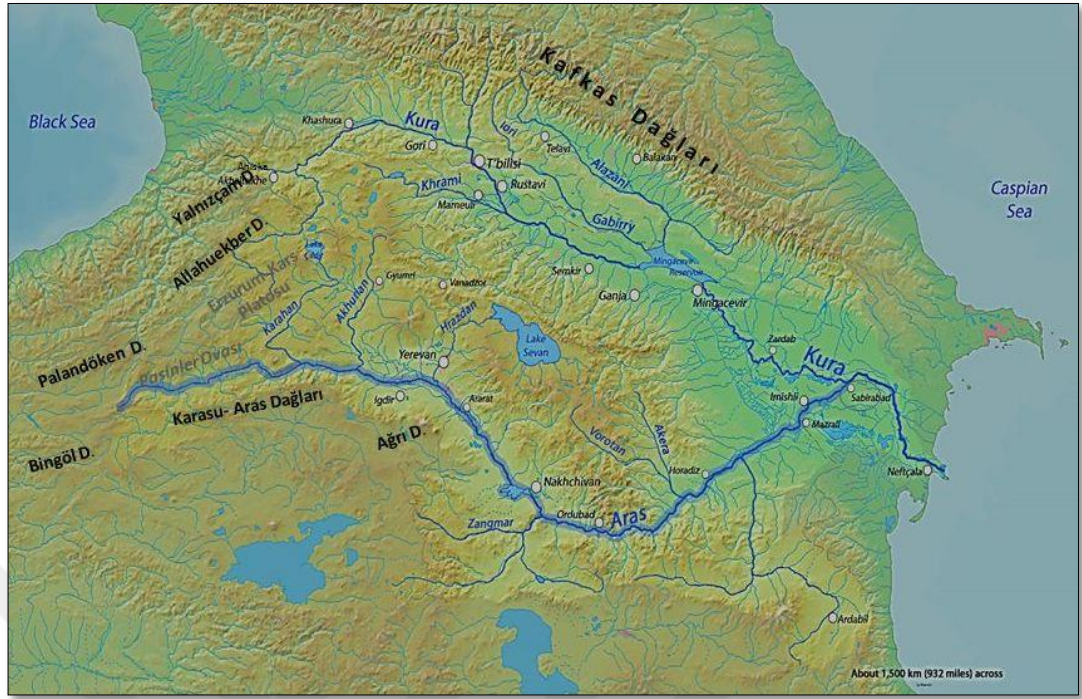 Kafkas Dağları
Black Sea
Khashura
Kura
Gori
Iori
Telavi
Balakan
T'bilisi
Alazani
Rustavi
Khrami
Marneuli
Caspian
Sea
Yalnızçam D.
Gabirry
Allahuekber D.
Mingacevir
Reservoir
Erzurum-Kars
Platosu
Semkir
Gyumri
Vanadzor
Ganja
Mingacevir
Karahan
Akhurian
Hrazdan
Lake
Sevan
Zardab
Palandöken D.
Pasinler Ovası
Yerevan
Kura
Karasu- Aras Dağları
Igdir
Ararat
Imishli
Sabirabad
Ağrı D.
Vorotan
Akera
Bingöl D.
Horadiz
Neftçala
Nakhchivan
Zangmar
Ordubad
Aras
Ardabil
About 1,500 km (932 miles) across